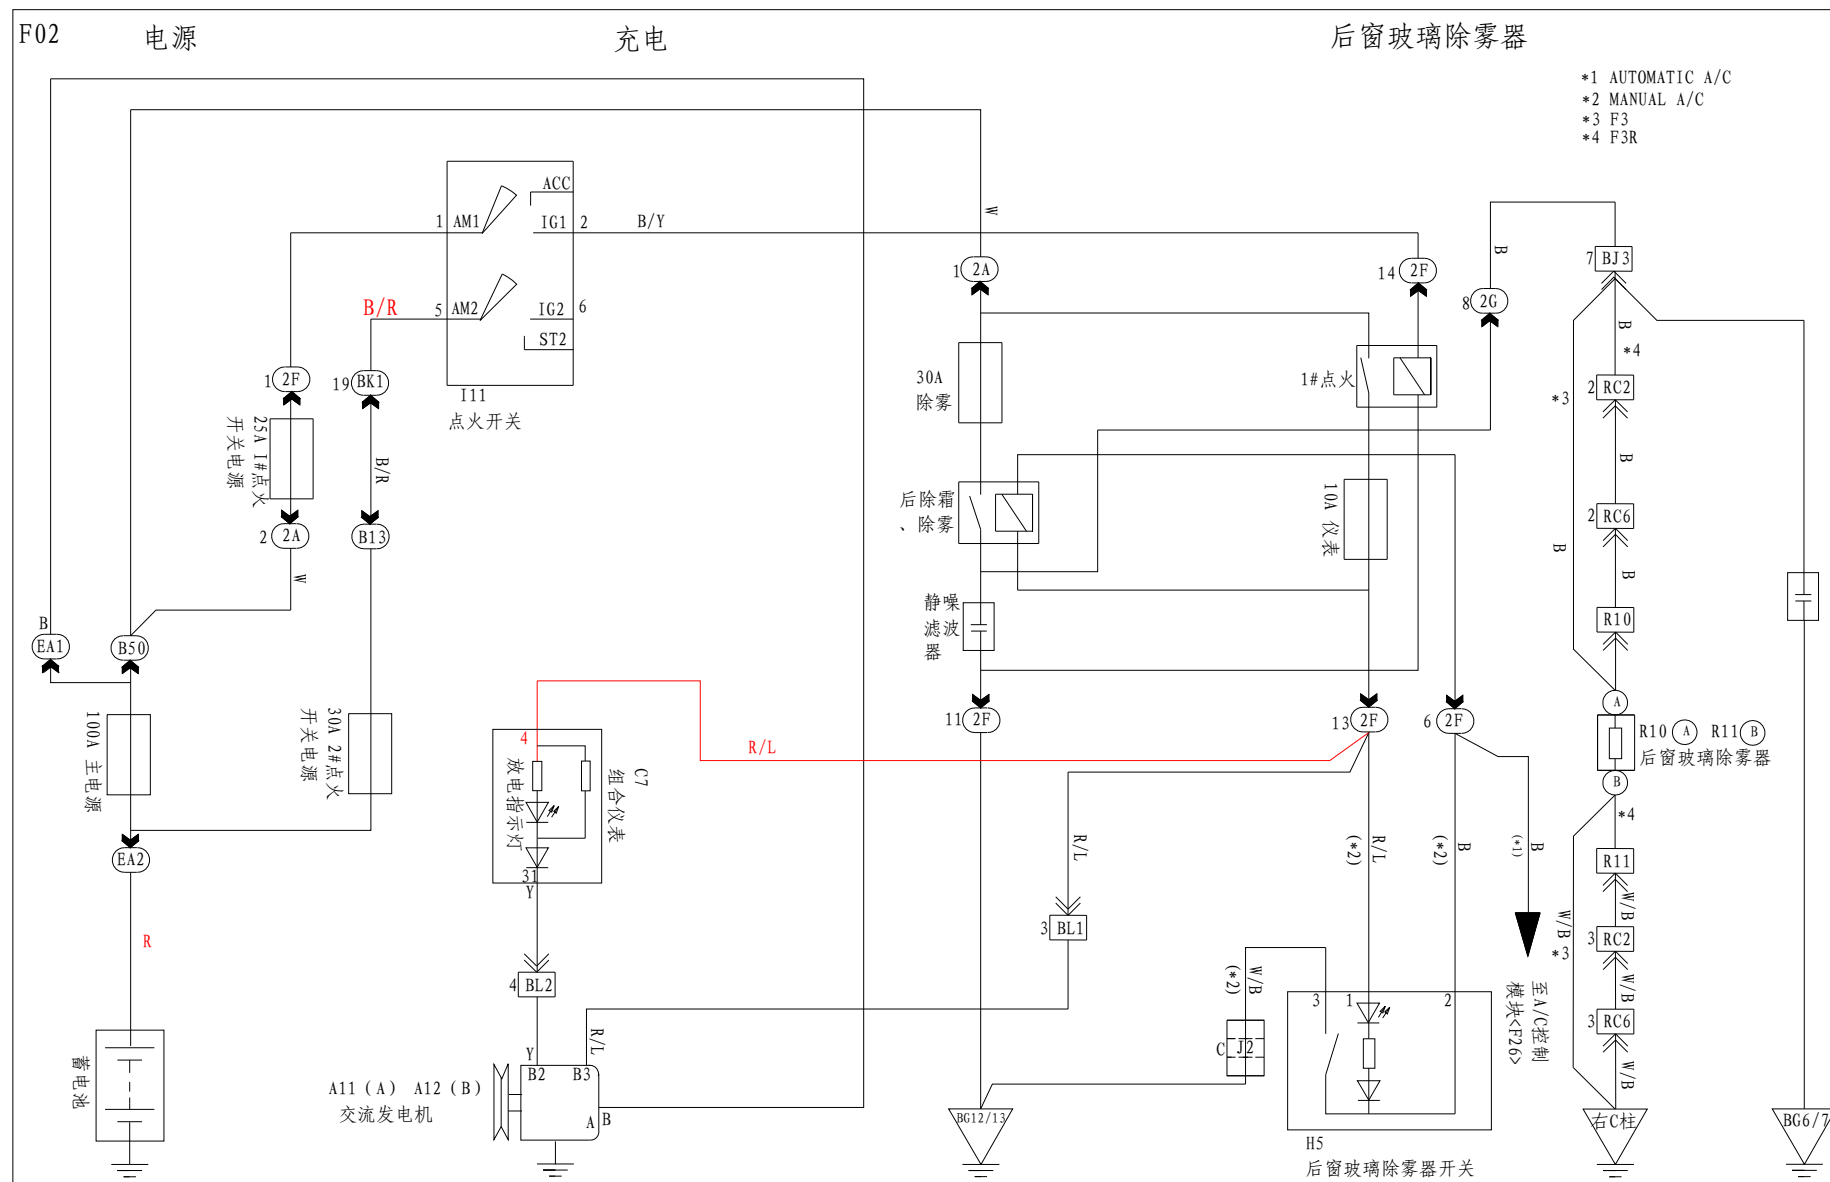 F02 电源 充电 后窗玻璃除雾器
*1 AUTOMATIC A/C
*2 MANUAL A/C
*3 F3
*4 F3R
ACC
1 AM1 IG1 2 B/Y
W
B
7 BJ3
1 2A
14 2F
8 2G
B/R 5 AM2 IG2 6
ST2
B
*4
1 2F
19 BK1
I11
点火开关
30A
除雾
1#点火
2 RC2
*3
25A I#点火
开关电源
B/R
B
后除霜
、除雾
10A 仪表
2 RC6
2 2A
B13
B
W
B
静噪
滤波
器
R10
B
EA1
B50
A
100A 主电源
30A 2#点火
开关电源
4
R/L
11 2F
13 2F
6 2F
R10 A R11 B
后窗玻璃除雾器
放电指示灯
C7
组合仪表
B
*4
EA2
31
Y
R/L
R/L
(*2)
B
(*2)
B
(*1)
R11
W/B
R
3 BL1
W/B
*3
3 RC2
W/B
4 BL2
W/B
(*2)
3 1 2
至A/C控制
模块<F26>
3 RC6
蓄电池
Y
R/L
C J2
W/B
B2 B3
A11 (A) A12 (B)
交流发电机
A B
BG12/13
右C柱
BG6/7
H5
后窗玻璃除雾器开关